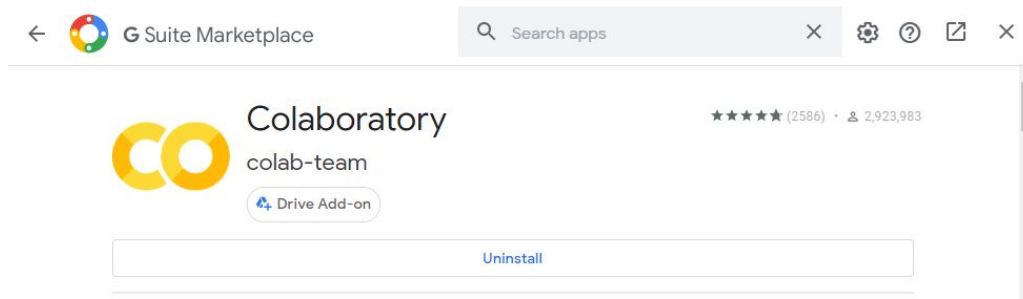 G Suite Marketplace Search apps
Colaboratory
(2586) · 2,923,983
colab-team
Drive Add-on
Uninstall